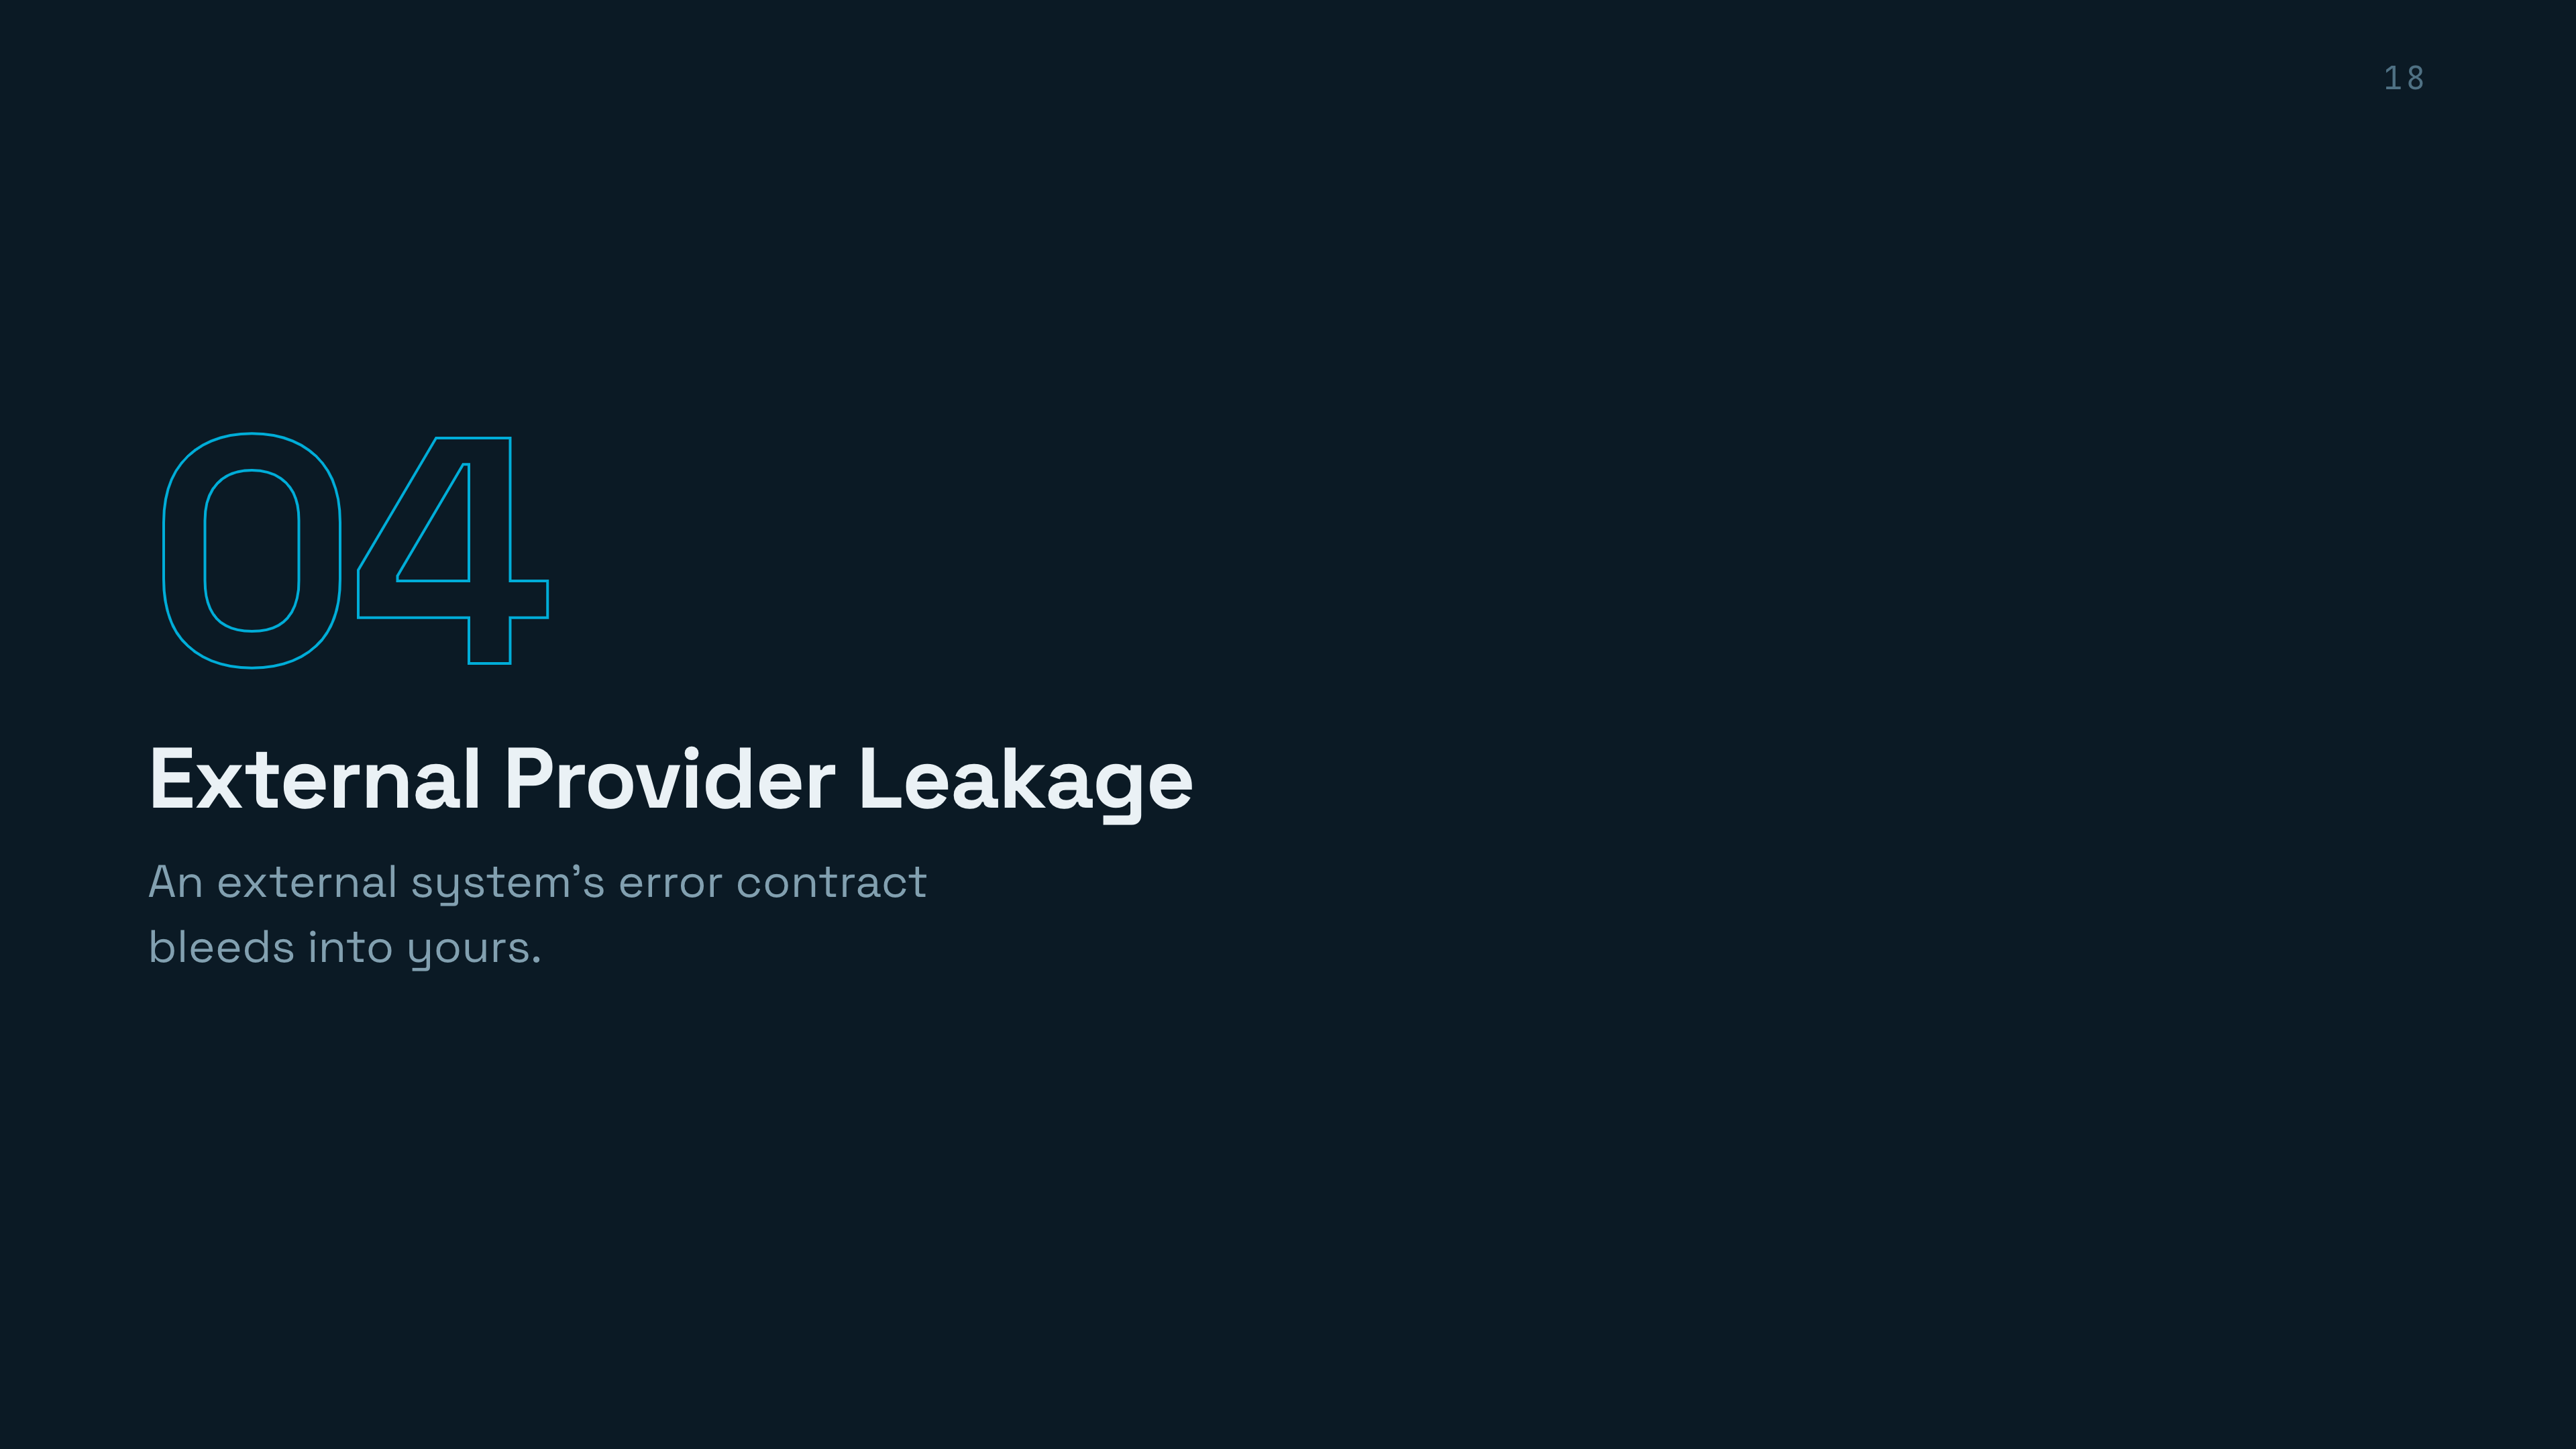 18
04
External Provider Leakage
An external system’s error contract
bleeds into yours.